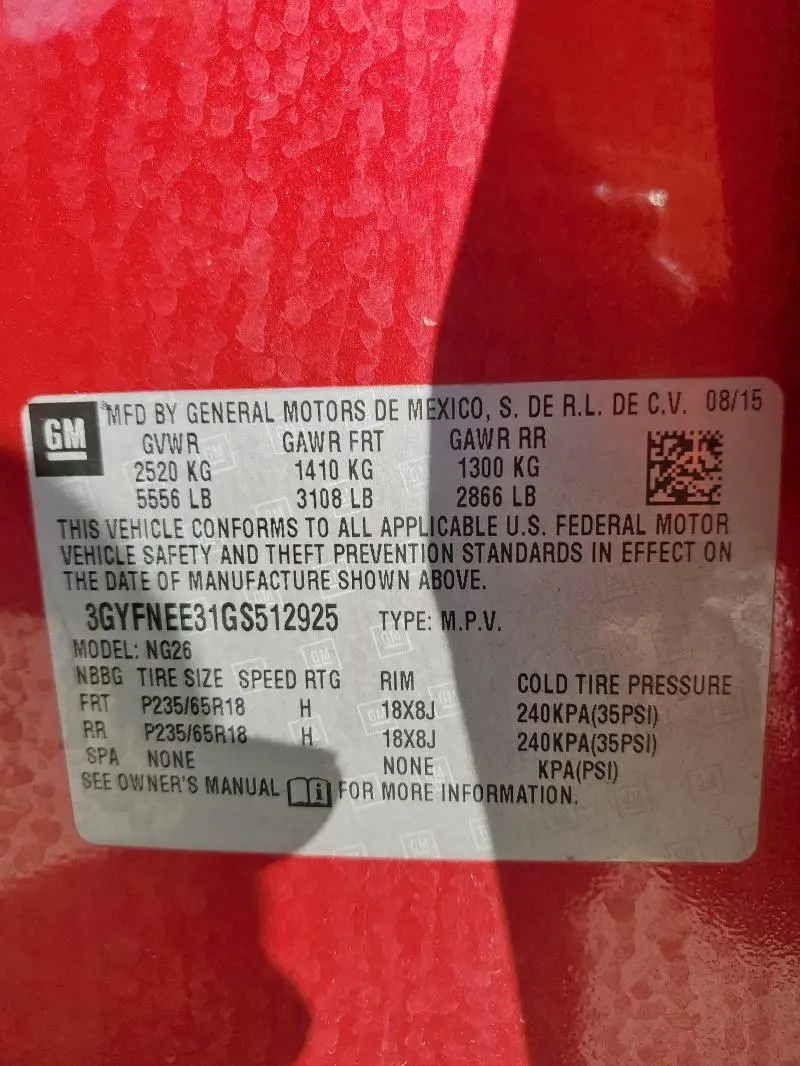 GM
MFD BY GENERAL MOTORS DE MEXICO, S. DE R.L. DE C.V. 08/15
GVWR GAWR FRT GAWR RR
2520 KG 1410 KG 1300 KG
5556 LB 3108 LB 2866 LB
THIS VEHICLE CONFORMS TO ALL APPLICABLE U.S. FEDERAL MOTOR
VEHICLE SAFETY AND THEFT PREVENTION STANDARDS IN EFFECT ON
THE DATE OF MANUFACTURE SHOWN ABOVE.
3GYFNEE31GS512925 TYPE: M.P.V.
MODEL: NG26
NBBG TIRE SIZE SPEED RTG RIM COLD TIRE PRESSURE
FRT P235/65R18 H 18X8J 240KPA(35PSI)
RR P235/65R18 H 18X8J 240KPA(35PSI)
SPA NONE NONE KPA(PSI)
SEE OWNER'S MANUAL i FOR MORE INFORMATION.